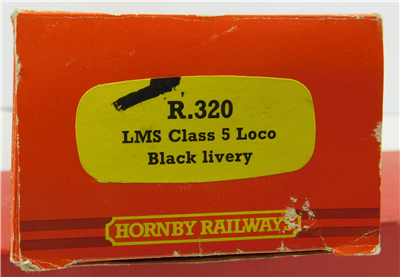 R.320
LMS Class 5 Loco
Black livery
HORNBY RAILWAYS